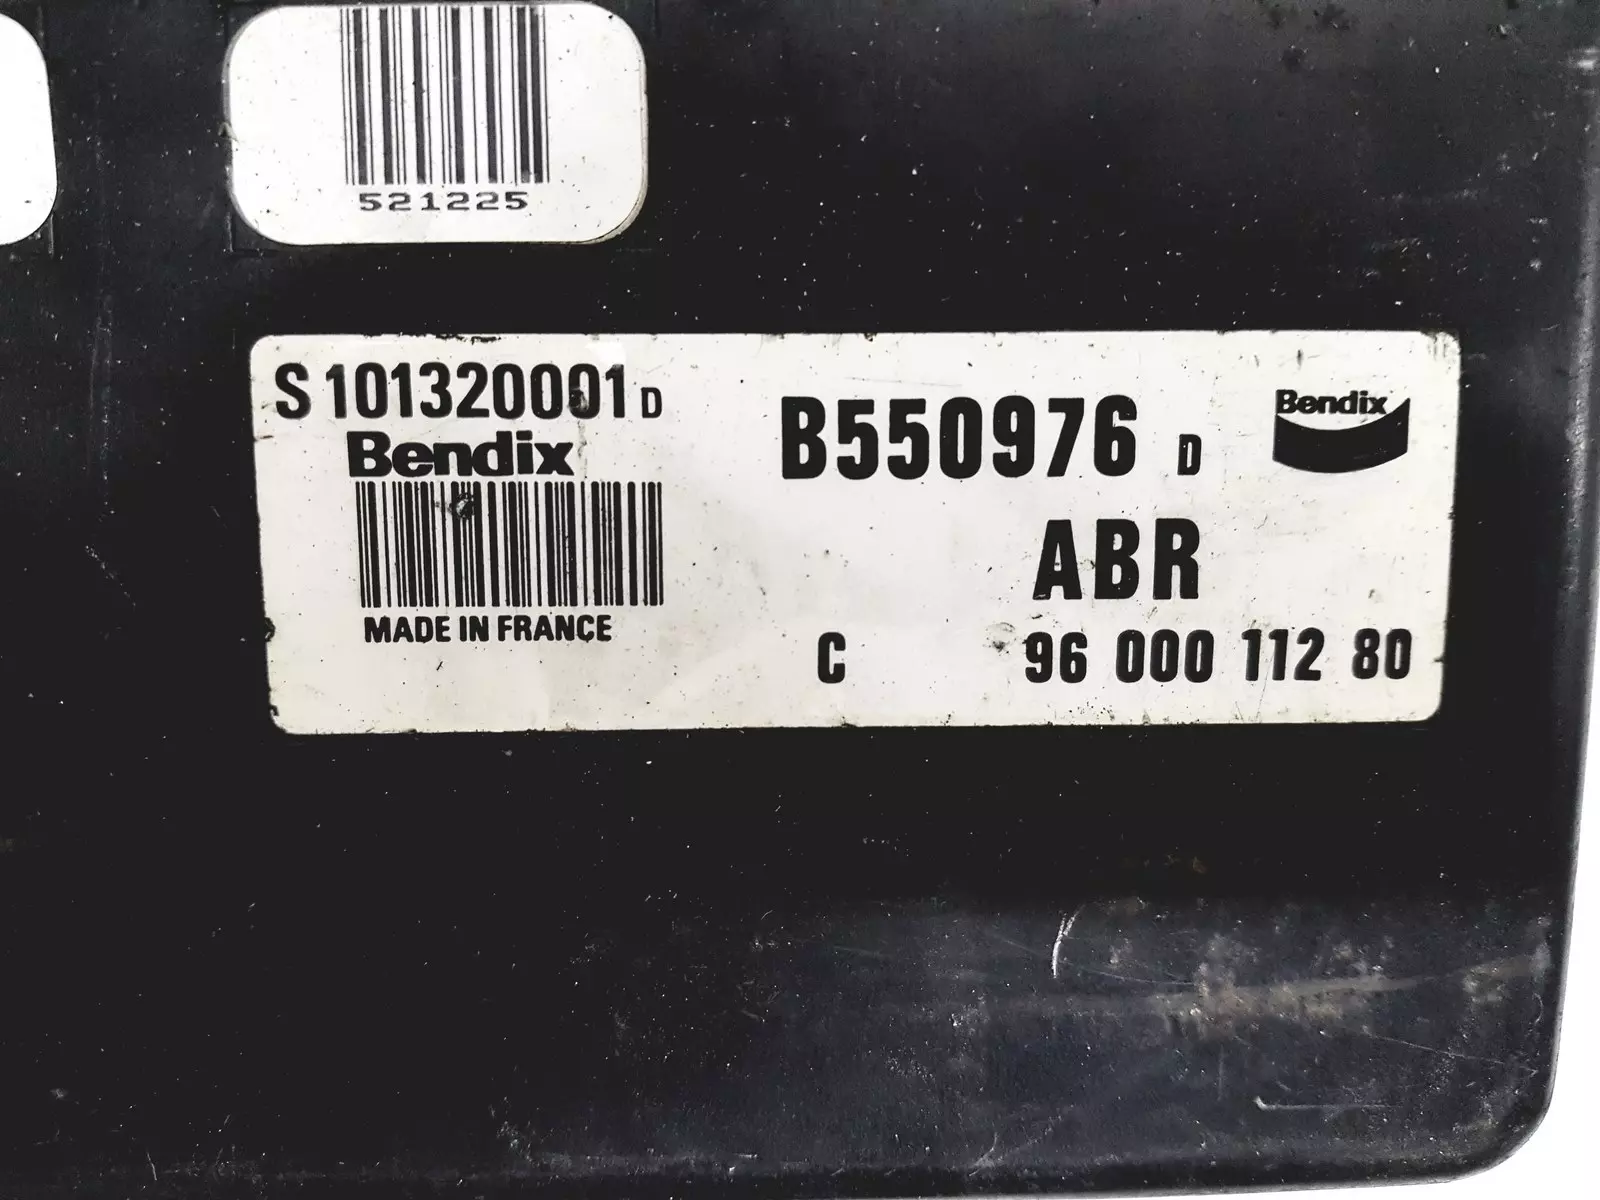 521225
S 101320001 D
Bendix
MADE IN FRANCE
B550976 D
Bendix
ABR
C 96 000 112 80